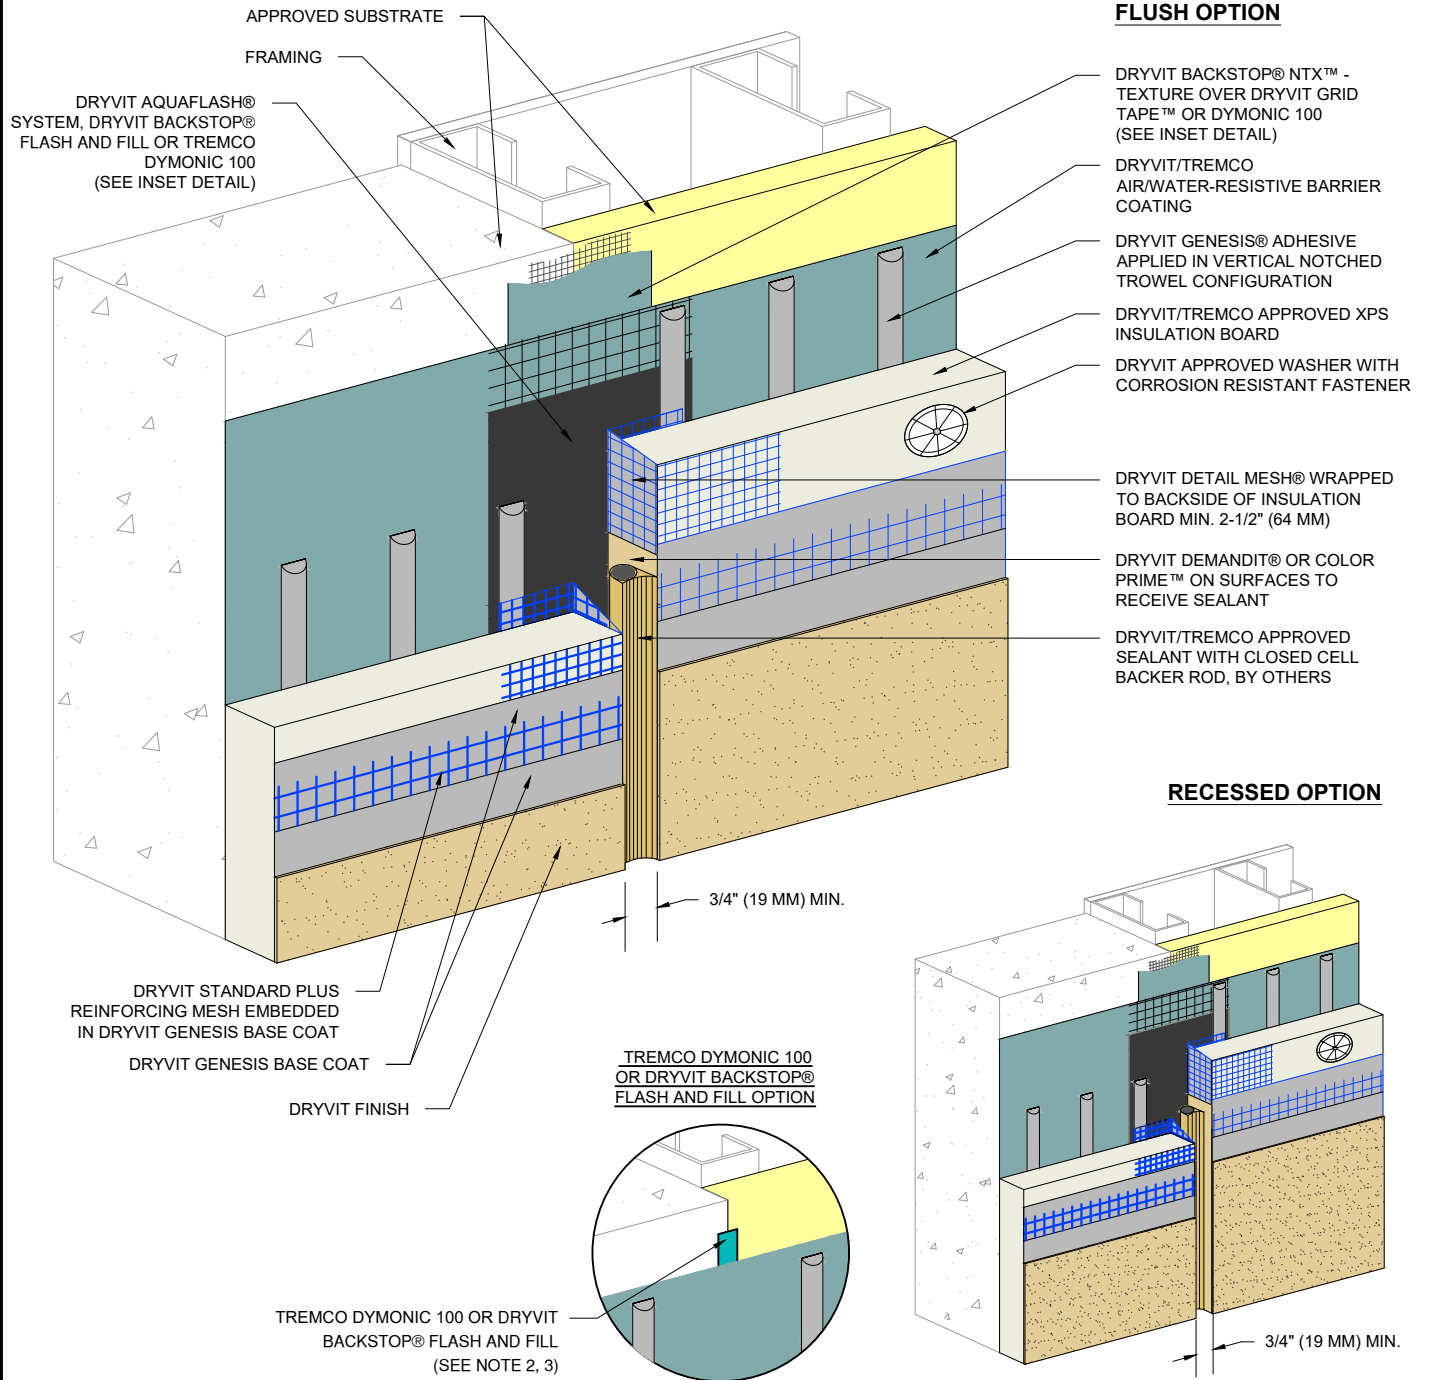 APPROVED SUBSTRATE
FRAMING
DRYVIT AQUAFLASH®
SYSTEM, DRYVIT BACKSTOP®
FLASH AND FILL OR TREMCO
DYMONIC 100
(SEE INSET DETAIL)
FLUSH OPTION
DRYVIT BACKSTOP® NTX™ -
TEXTURE OVER DRYVIT GRID
TAPE™ OR DYMONIC 100
(SEE INSET DETAIL)
DRYVIT/TREMCO
AIR/WATER-RESISTIVE BARRIER
COATING
DRYVIT GENESIS® ADHESIVE
APPLIED IN VERTICAL NOTCHED
TROWEL CONFIGURATION
DRYVIT/TREMCO APPROVED XPS
INSULATION BOARD
DRYVIT APPROVED WASHER WITH
CORROSION RESISTANT FASTENER
DRYVIT DETAIL MESH® WRAPPED
TO BACKSIDE OF INSULATION
BOARD MIN. 2-1/2" (64 MM)
DRYVIT DEMANDIT® OR COLOR
PRIME™ ON SURFACES TO
RECEIVE SEALANT
DRYVIT/TREMCO APPROVED
SEALANT WITH CLOSED CELL
BACKER ROD, BY OTHERS
3/4" (19 MM) MIN.
DRYVIT STANDARD PLUS
REINFORCING MESH EMBEDDED
IN DRYVIT GENESIS BASE COAT
DRYVIT GENESIS BASE COAT
DRYVIT FINISH
TREMCO DYMONIC 100
OR DRYVIT BACKSTOP®
FLASH AND FILL OPTION
TREMCO DYMONIC 100 OR DRYVIT
BACKSTOP® FLASH AND FILL
(SEE NOTE 2, 3)
RECESSED OPTION
3/4" (19 MM) MIN.